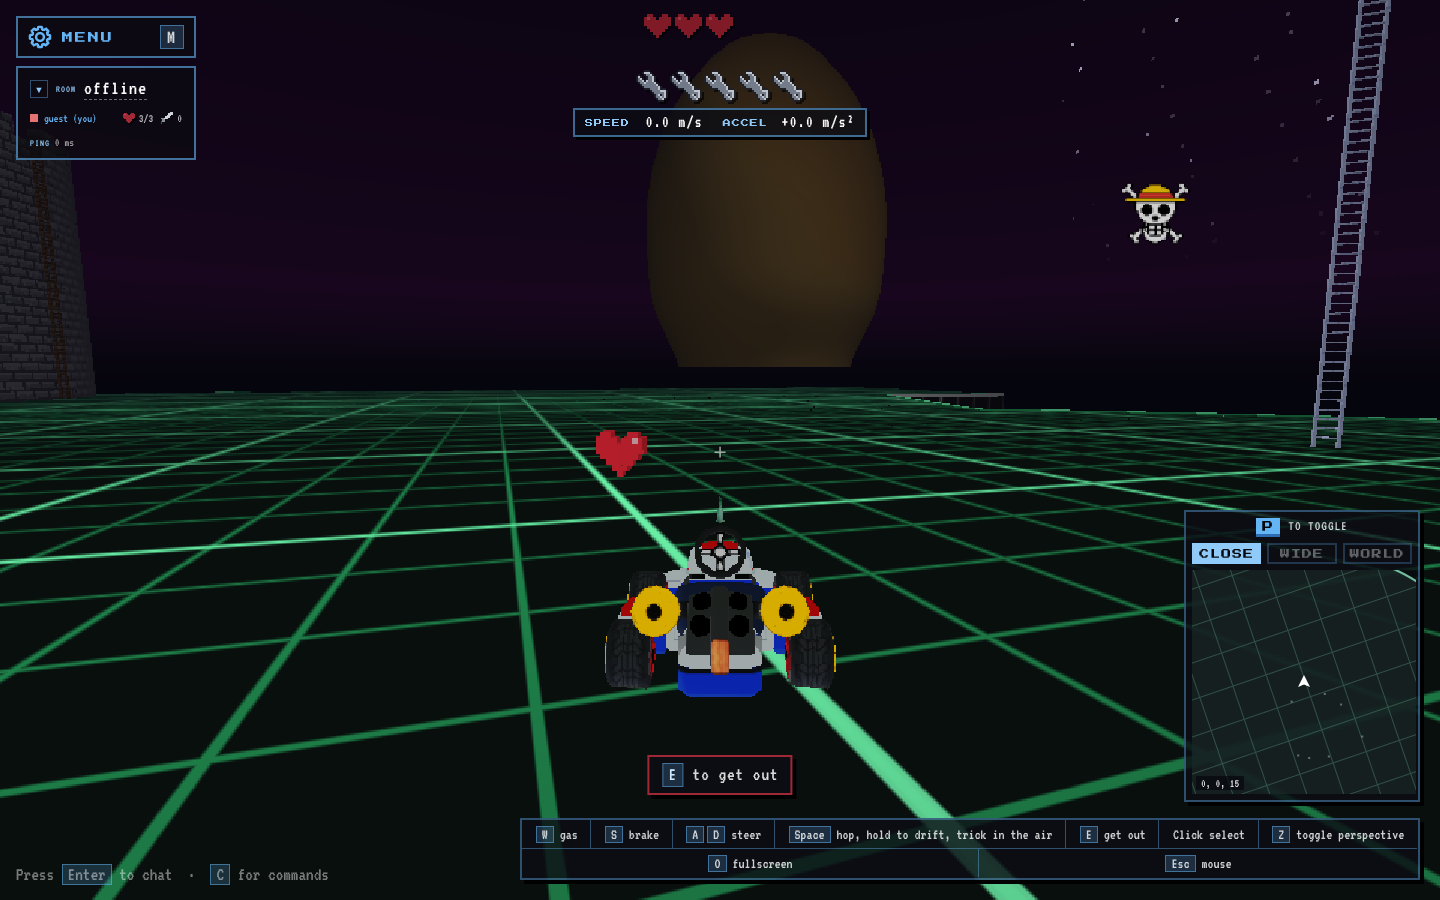 MENU M
ROOM offline
guest (you) 3/3 0
PING 0 ms
SPEED 0.0 m/s ACCEL +0.0 m/s²
P TO TOGGLE
CLOSE WIDE WORLD
0, 0, 15
E to get out
W gas S brake A D steer Space hop, hold to drift, trick in the air E get out Click select Z toggle perspective
O fullscreen Esc mouse
Press Enter to chat · C for commands